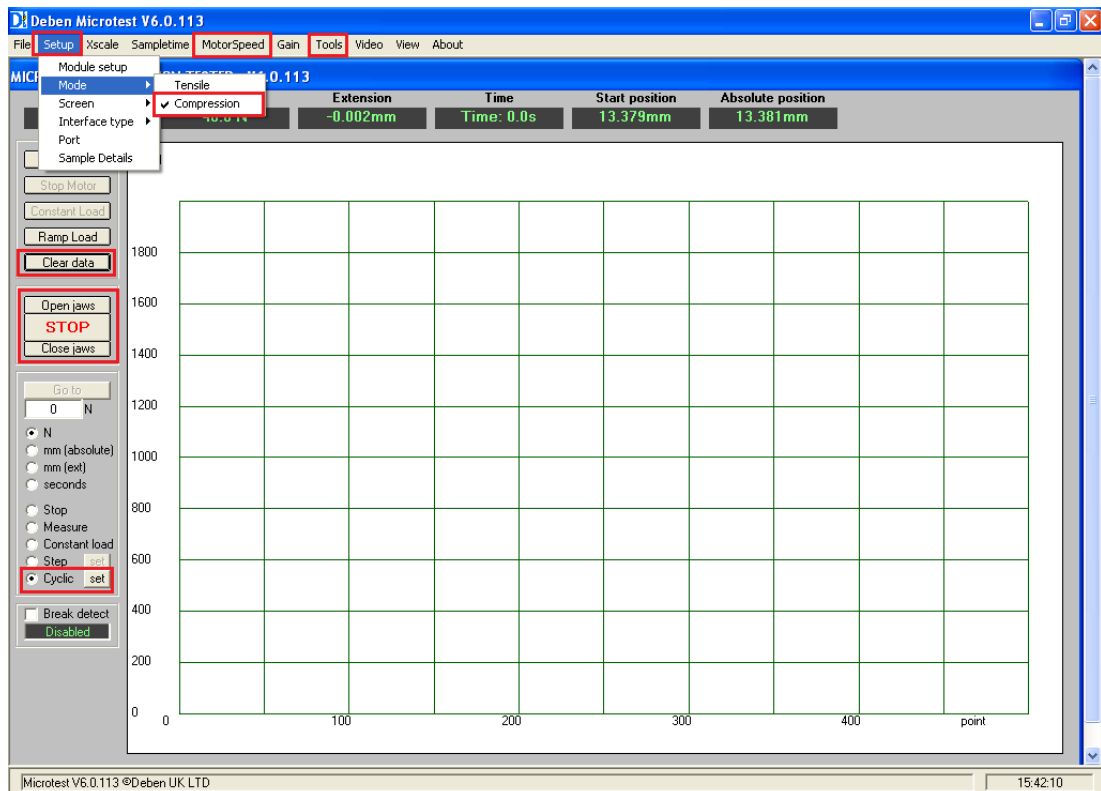 Deben Microtest V6.0.113
File Setup Xscale Sampletime MotorSpeed Gain Tools Video View About
Module setup
Mode
Screen
Interface type
Port
Sample Details
Tensile
Compression
Extension Time Start position Absolute position
-0.002mm Time: 0.0s 13.379mm 13.381mm
Stop Motor
Constant Load
Ramp Load
Clear data
Open jaws
STOP
Close jaws
Go to
0 N
N
mm (absolute)
mm (ext)
seconds
Stop
Measure
Constant load
Step set
Cyclic set
Break detect
Disabled
1800
1600
1400
1200
1000
800
600
400
200
0
0 100 200 300 400 point
Microtest V6.0.113 ©Deben UK LTD 15:42:10